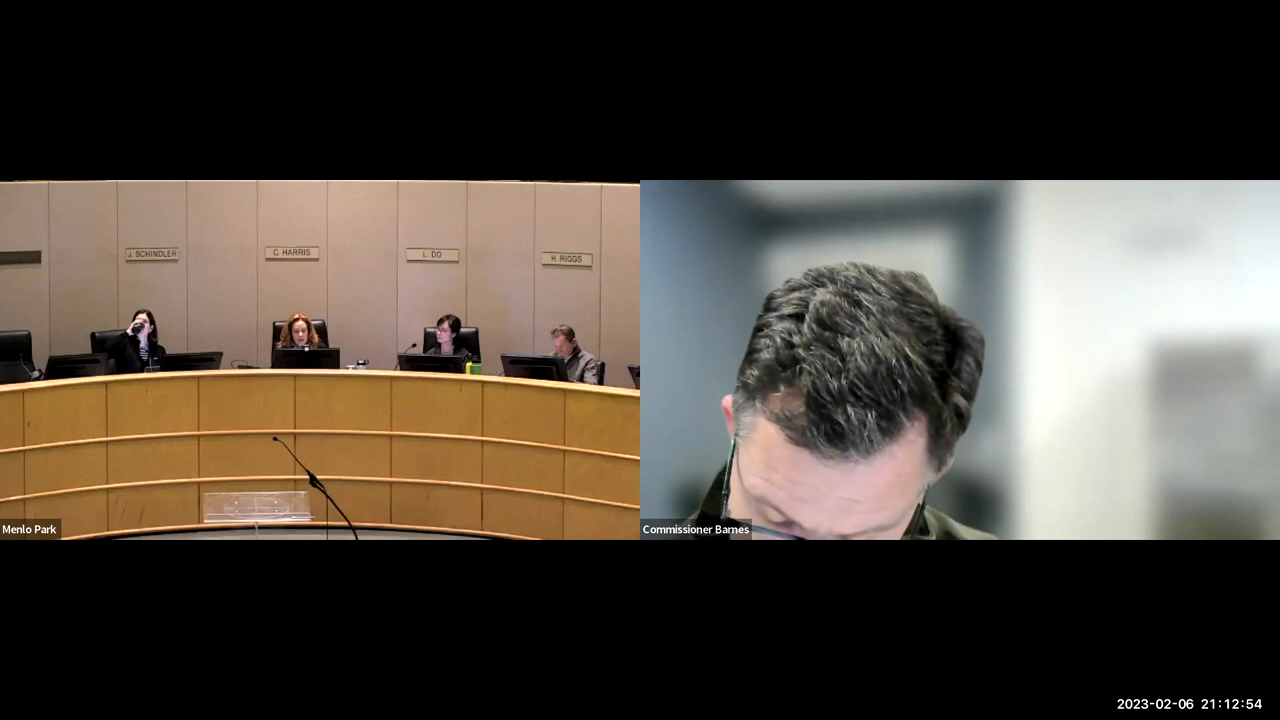 J. SCHINDLER
C. HARRIS
L. DO
H. RIGGS
Menlo Park
Commissioner Barnes
2023-02-06 21:12:54